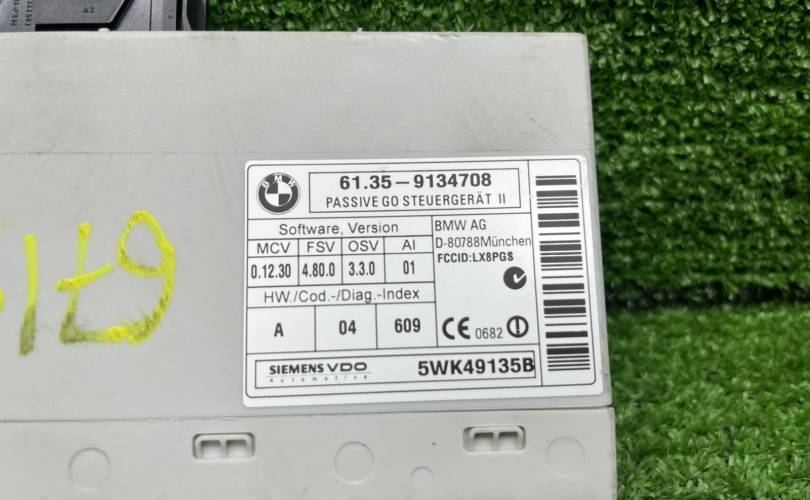 BMW
61.35-9134708
PASSIVE GO STEUERGERÄT II
Software, Version
MCV FSV OSV AI
0.12.30 4.80.0 3.3.0 01
HW./Cod.-/Diag.-Index
A 04 609
BMW AG
D-80788München
FCCID:LX8PGS
CE 0682
SIEMENS VDO
Automotive
5WK49135B